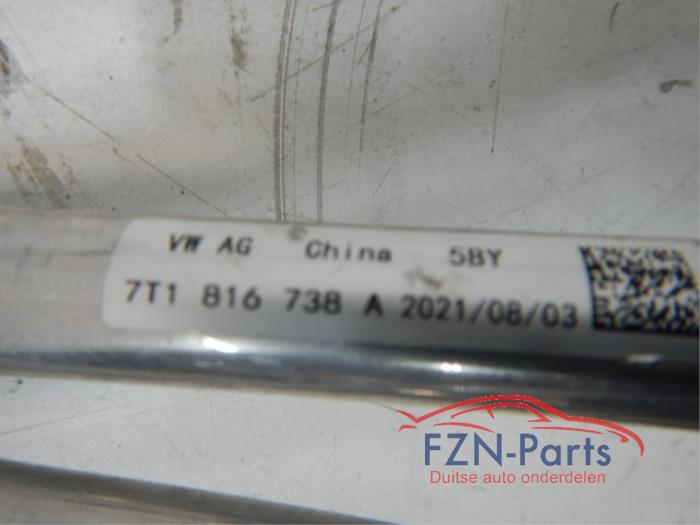 VW AG China 5BY
7T1 816 738 A 2021/08/03
FZN-Parts
Duitse auto onderdelen